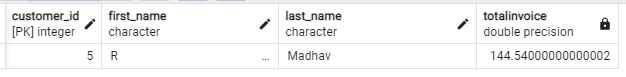 customer_id first_name last_name totalinvoice
[PK] integer character character double precision
5 R ... Madhav 144.54000000000002